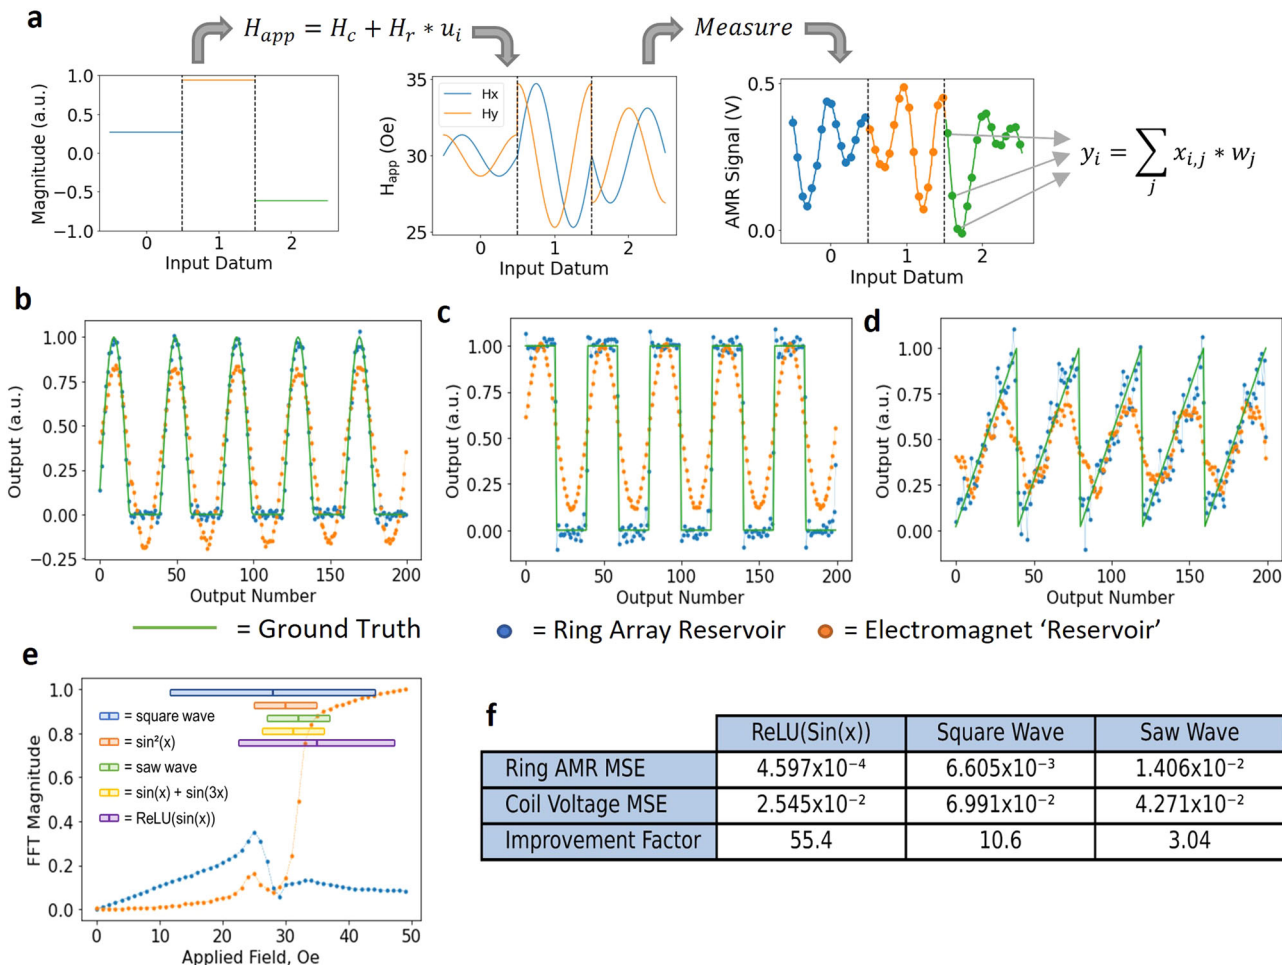 a
H_app = H_c + H_r * u_i
Measure
Magnitude (a.u.)
1.0
0.5
0.0
−0.5
−1.0
0 1 2
Input Datum
H_app (Oe)
35
30
25
Hx
Hy
0 1 2
Input Datum
AMR Signal (V)
0.5
0.0
0 1 2
Input Datum
y_i = ∑_j x_{i,j} * w_j
b
Output (a.u.)
1.00
0.75
0.50
0.25
0.00
−0.25
0 50 100 150 200
Output Number
c
Output (a.u.)
1.00
0.75
0.50
0.25
0.00
0 50 100 150 200
Output Number
d
Output (a.u.)
1.00
0.75
0.50
0.25
0.00
0 50 100 150 200
Output Number
= Ground Truth
= Ring Array Reservoir
= Electromagnet ‘Reservoir’
e
FFT Magnitude
1.0
0.8
0.6
0.4
0.2
0.0
= square wave
= sin²(x)
= saw wave
= sin(x) + sin(3x)
= ReLU(sin(x))
0 10 20 30 40 50
Applied Field, Oe
f
ReLU(Sin(x)) Square Wave Saw Wave
Ring AMR MSE 4.597x10⁻⁴ 6.605x10⁻³ 1.406x10⁻²
Coil Voltage MSE 2.545x10⁻² 6.991x10⁻² 4.271x10⁻²
Improvement Factor 55.4 10.6 3.04